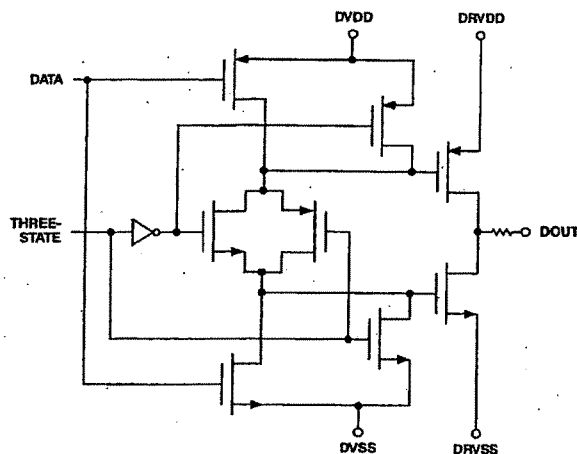 DVDD
DRVDD
DATA
THREE-
STATE
DOUT
DVSS
DRVSS